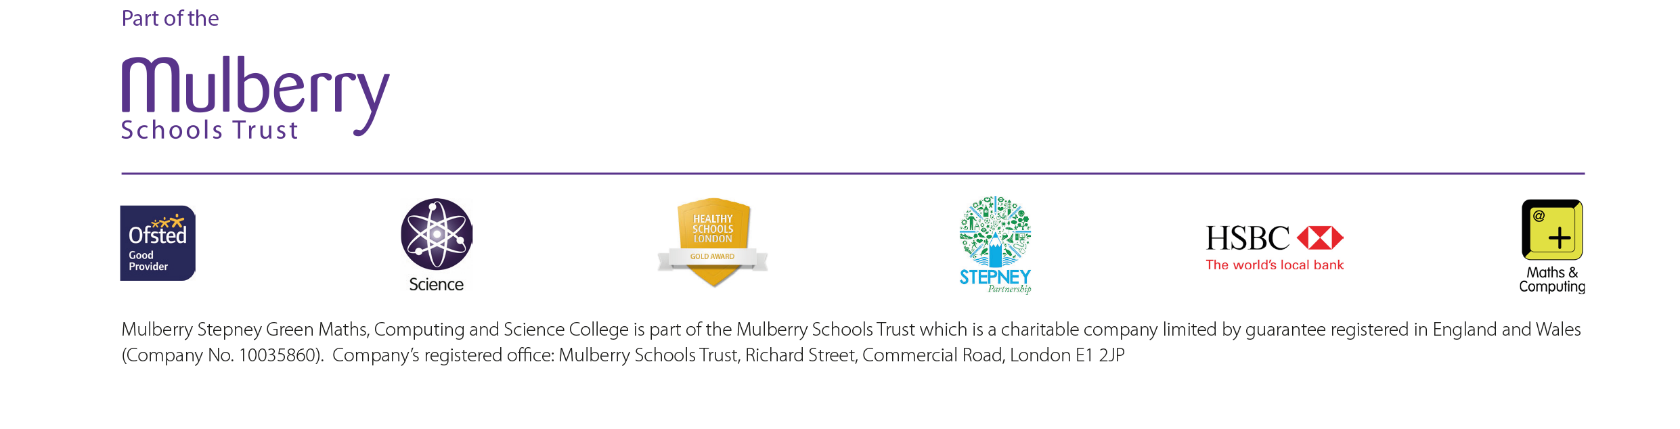 Part of the
Mulberry
Schools Trust
Ofsted
Good
Provider
Science
HEALTHY
SCHOOLS
LONDON
GOLD AWARD
STEPNEY
Partnership
HSBC
The world's local bank
@
+
Maths &
Computing
Mulberry Stepney Green Maths, Computing and Science College is part of the Mulberry Schools Trust which is a charitable company limited by guarantee registered in England and Wales
(Company No. 10035860).  Company's registered office: Mulberry Schools Trust, Richard Street, Commercial Road, London E1 2JP